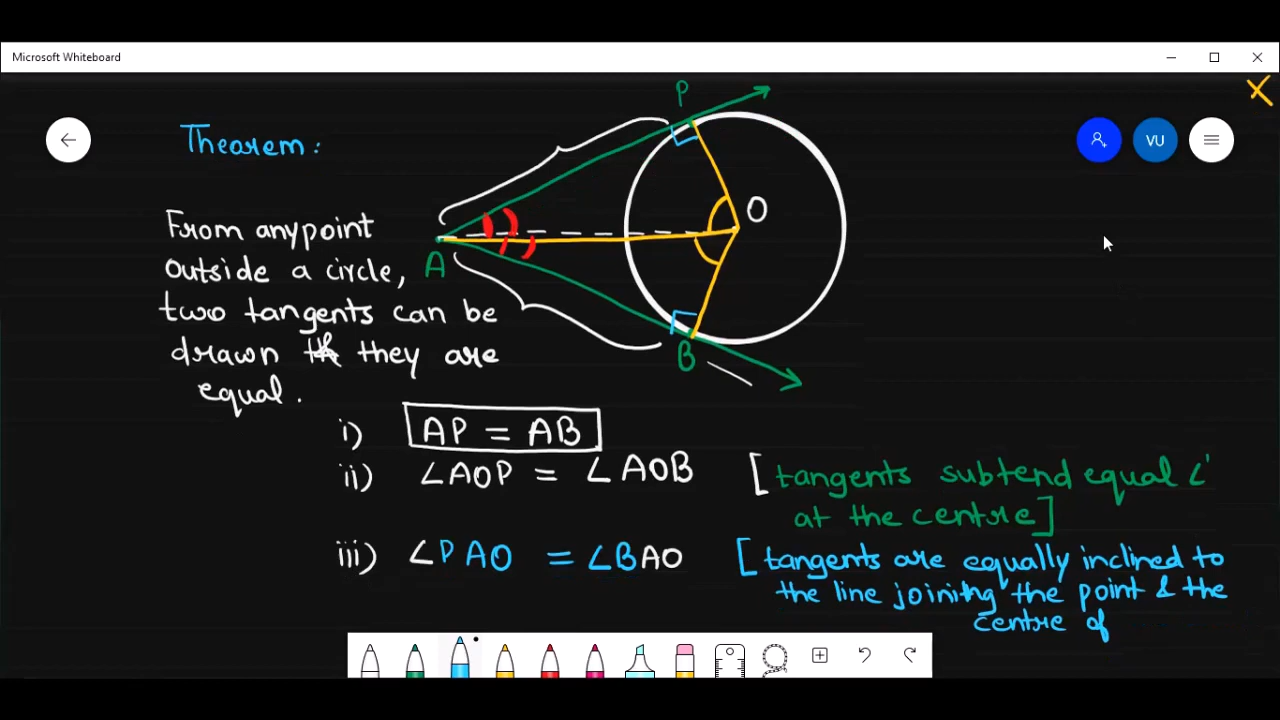 Microsoft Whiteboard
VU
Theorem:
P
O
A
B
From anypoint
outside a circle,
two tangents can be
drawn they are
equal.
i) AP = AB
ii) ∠AOP = ∠AOB [tangents subtend equal ∠'
at the centre]
iii) ∠PAO = ∠BAO [tangents are equally inclined to
the line joining the point & the
centre of